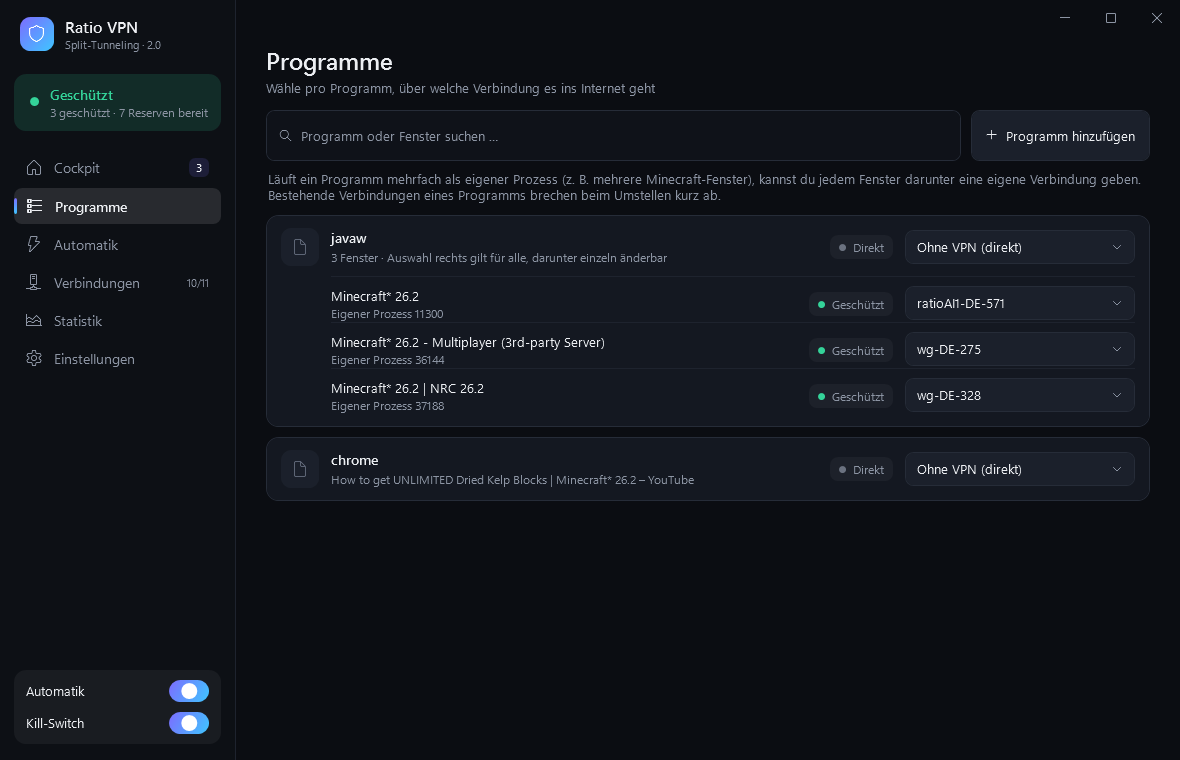 Ratio VPN
Split-Tunneling · 2.0
Geschützt
3 geschützt · 7 Reserven bereit
Cockpit 3
Programme
Automatik
Verbindungen 10/11
Statistik
Einstellungen
Automatik
Kill-Switch
Programme
Wähle pro Programm, über welche Verbindung es ins Internet geht
Programm oder Fenster suchen ...
+ Programm hinzufügen
Läuft ein Programm mehrfach als eigener Prozess (z. B. mehrere Minecraft-Fenster), kannst du jedem Fenster darunter eine eigene Verbindung geben.
Bestehende Verbindungen eines Programms brechen beim Umstellen kurz ab.
javaw
3 Fenster · Auswahl rechts gilt für alle, darunter einzeln änderbar
Direkt
Ohne VPN (direkt)
Minecraft* 26.2
Eigener Prozess 11300
Geschützt
ratioAI1-DE-571
Minecraft* 26.2 - Multiplayer (3rd-party Server)
Eigener Prozess 36144
Geschützt
wg-DE-275
Minecraft* 26.2 | NRC 26.2
Eigener Prozess 37188
Geschützt
wg-DE-328
chrome
How to get UNLIMITED Dried Kelp Blocks | Minecraft* 26.2 – YouTube
Direkt
Ohne VPN (direkt)